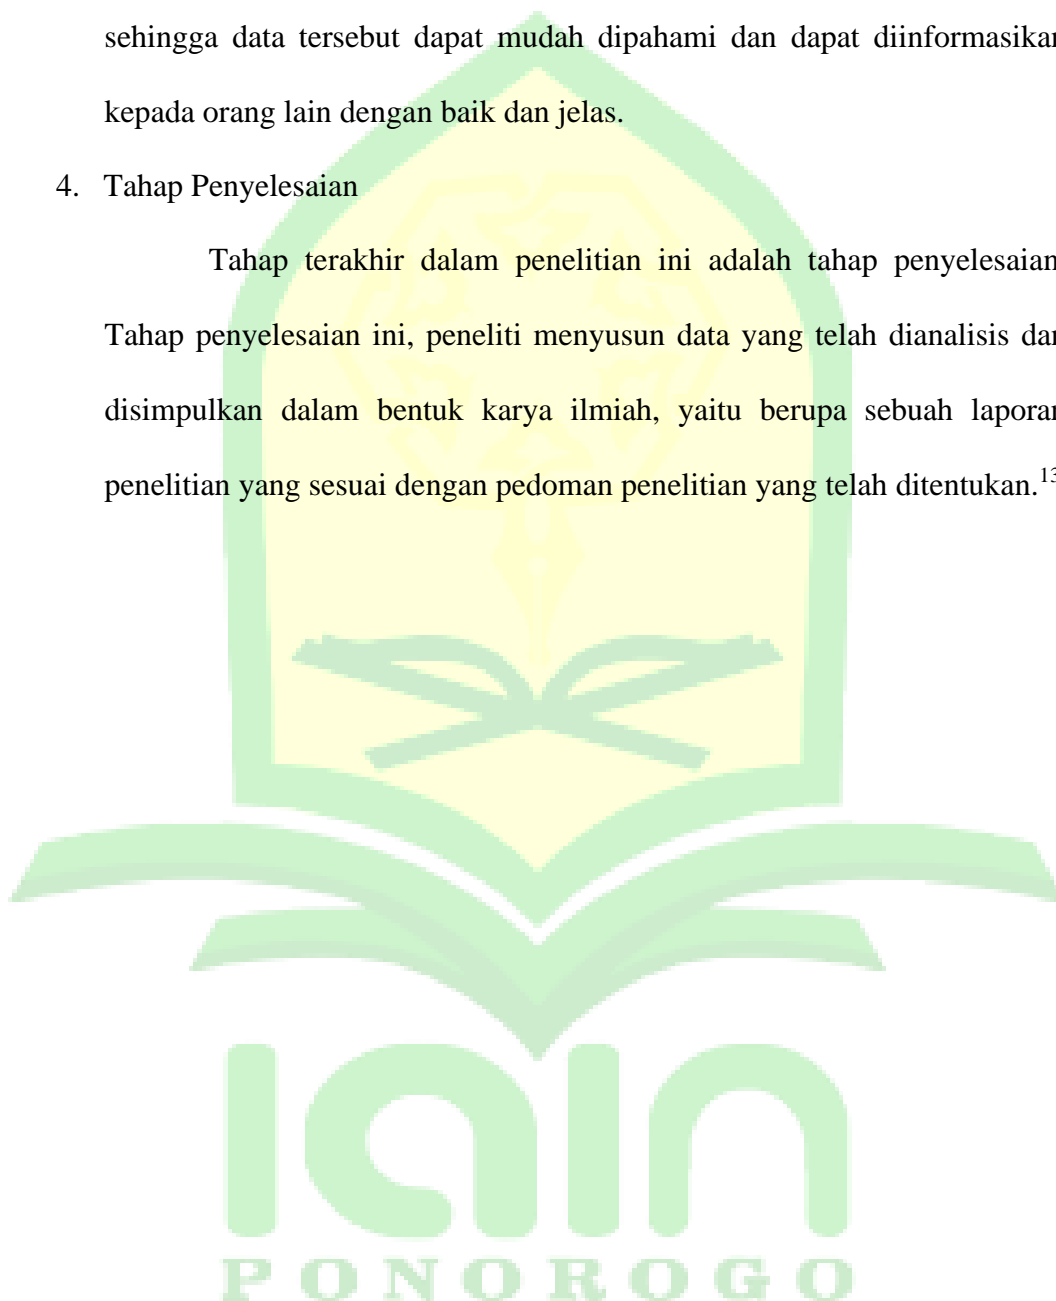 sehingga data tersebut dapat mudah dipahami dan dapat diinformasikan
kepada orang lain dengan baik dan jelas.
4. Tahap Penyelesaian
Tahap terakhir dalam penelitian ini adalah tahap penyelesaian
Tahap penyelesaian ini, peneliti menyusun data yang telah dianalisis dan
disimpulkan dalam bentuk karya ilmiah, yaitu berupa sebuah laporan
penelitian yang sesuai dengan pedoman penelitian yang telah ditentukan.13
iain
PONOROGO